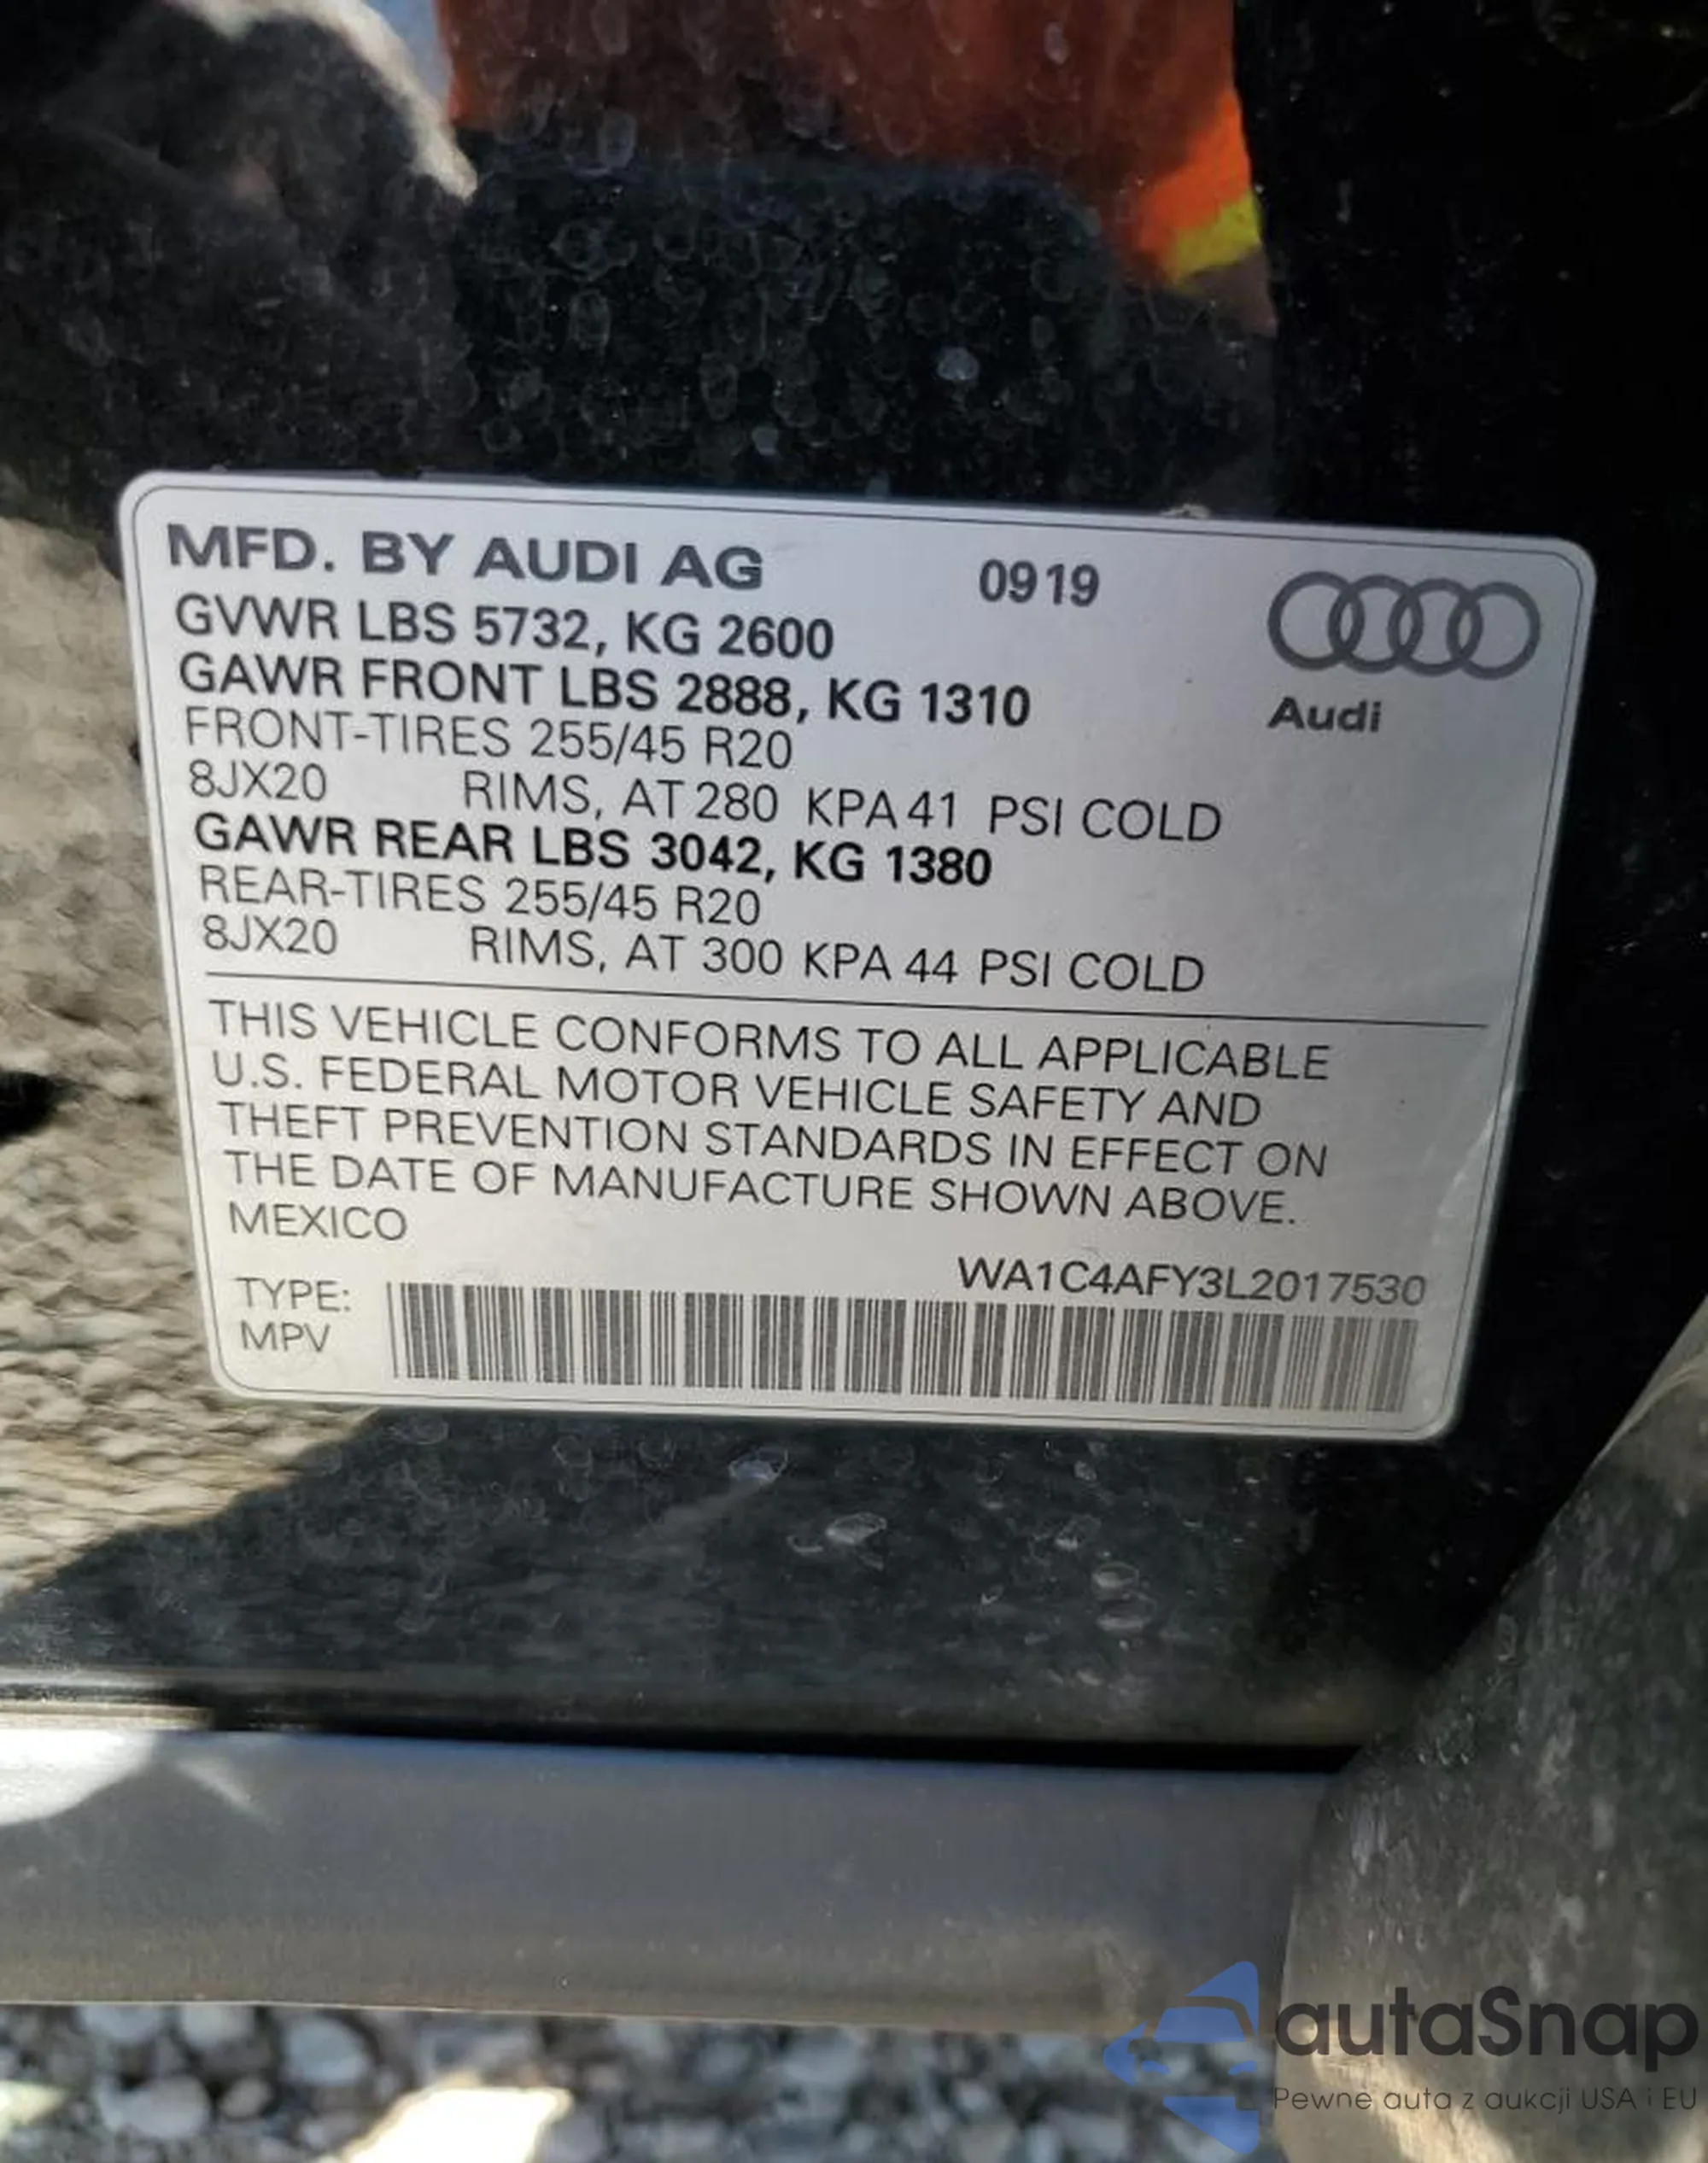 MFD. BY AUDI AG 0919
GVWR LBS 5732, KG 2600
GAWR FRONT LBS 2888, KG 1310
Audi
FRONT-TIRES 255/45 R20
8JX20 RIMS, AT 280 KPA 41 PSI COLD
GAWR REAR LBS 3042, KG 1380
REAR-TIRES 255/45 R20
8JX20 RIMS, AT 300 KPA 44 PSI COLD
THIS VEHICLE CONFORMS TO ALL APPLICABLE
U.S. FEDERAL MOTOR VEHICLE SAFETY AND
THEFT PREVENTION STANDARDS IN EFFECT ON
THE DATE OF MANUFACTURE SHOWN ABOVE.
MEXICO
WA1C4AFY3L2017530
TYPE:
MPV
autaSnap
Pewne auta z aukcji USA i EU